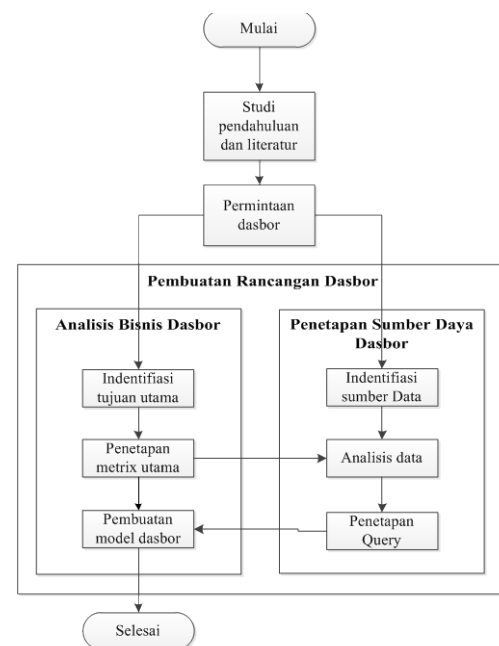 Mulai
Studi
pendahuluan
dan literatur
Permintaan
dasbor
Pembuatan Rancangan Dasbor
Analisis Bisnis Dasbor
Indentifiasi
tujuan utama
Penetapan
metrix utama
Pembuatan
model dasbor
Penetapan Sumber Daya
Dasbor
Indentifiasi
sumber Data
Analisis data
Penetapan
Query
Selesai